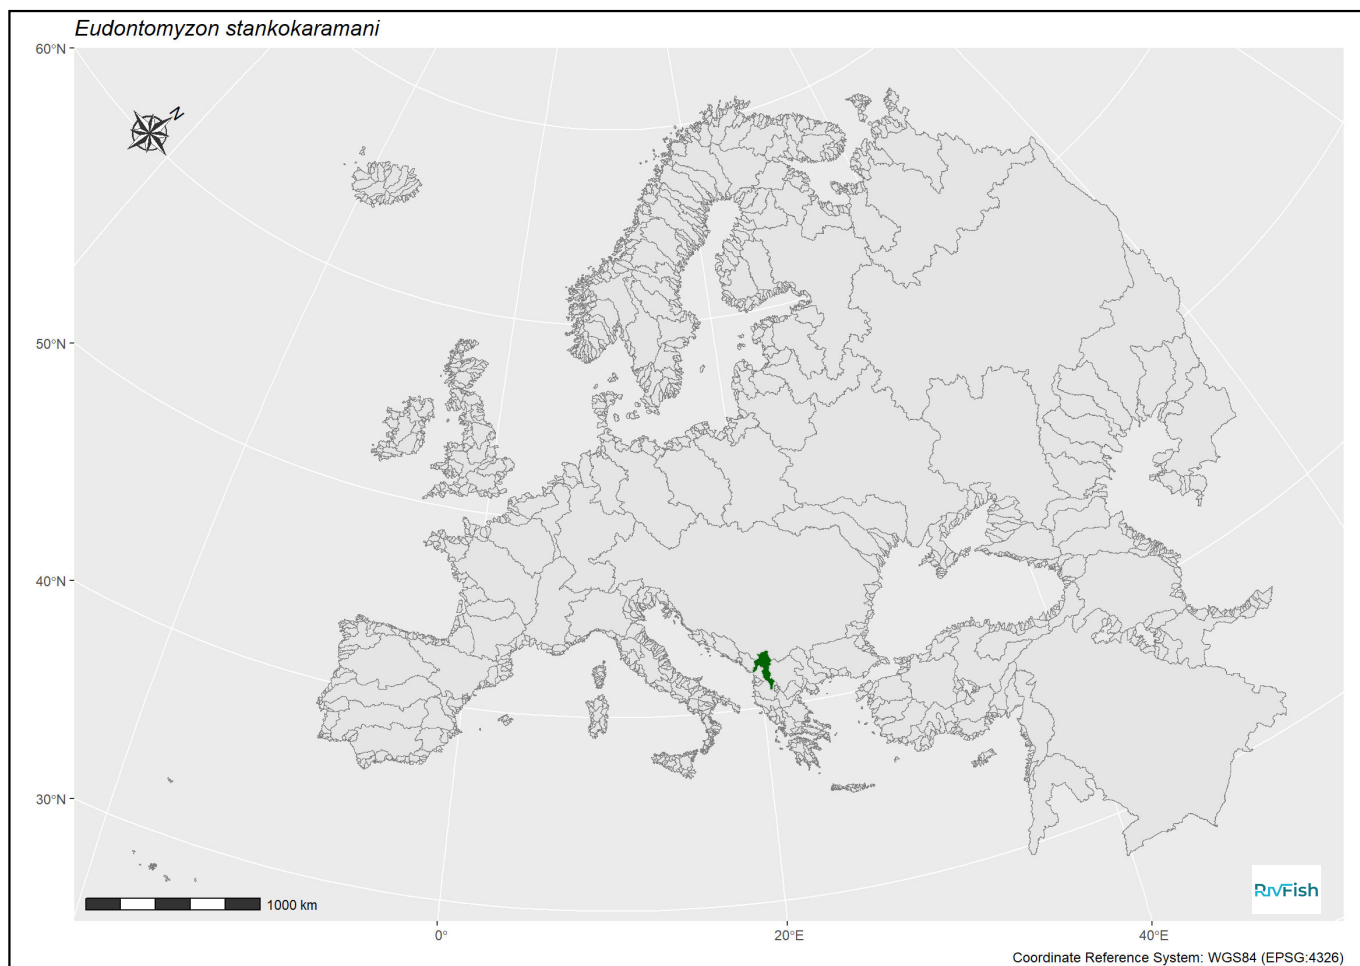 Eudontomyzon stankokaramani
60°N
N
50°N
40°N
30°N
1000 km
RIVFISH
0°
20°E
40°E
Coordinate Reference System: WGS84 (EPSG:4326)